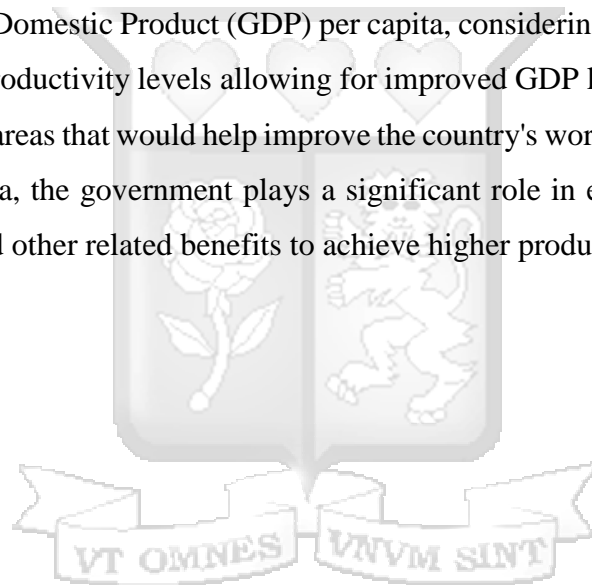 Domestic Product (GDP) per capita, considerin
roductivity levels allowing for improved GDP
areas that would help improve the country's wor
a, the government plays a significant role in e
d other related benefits to achieve higher produ
VT OMNES VNVM SINT